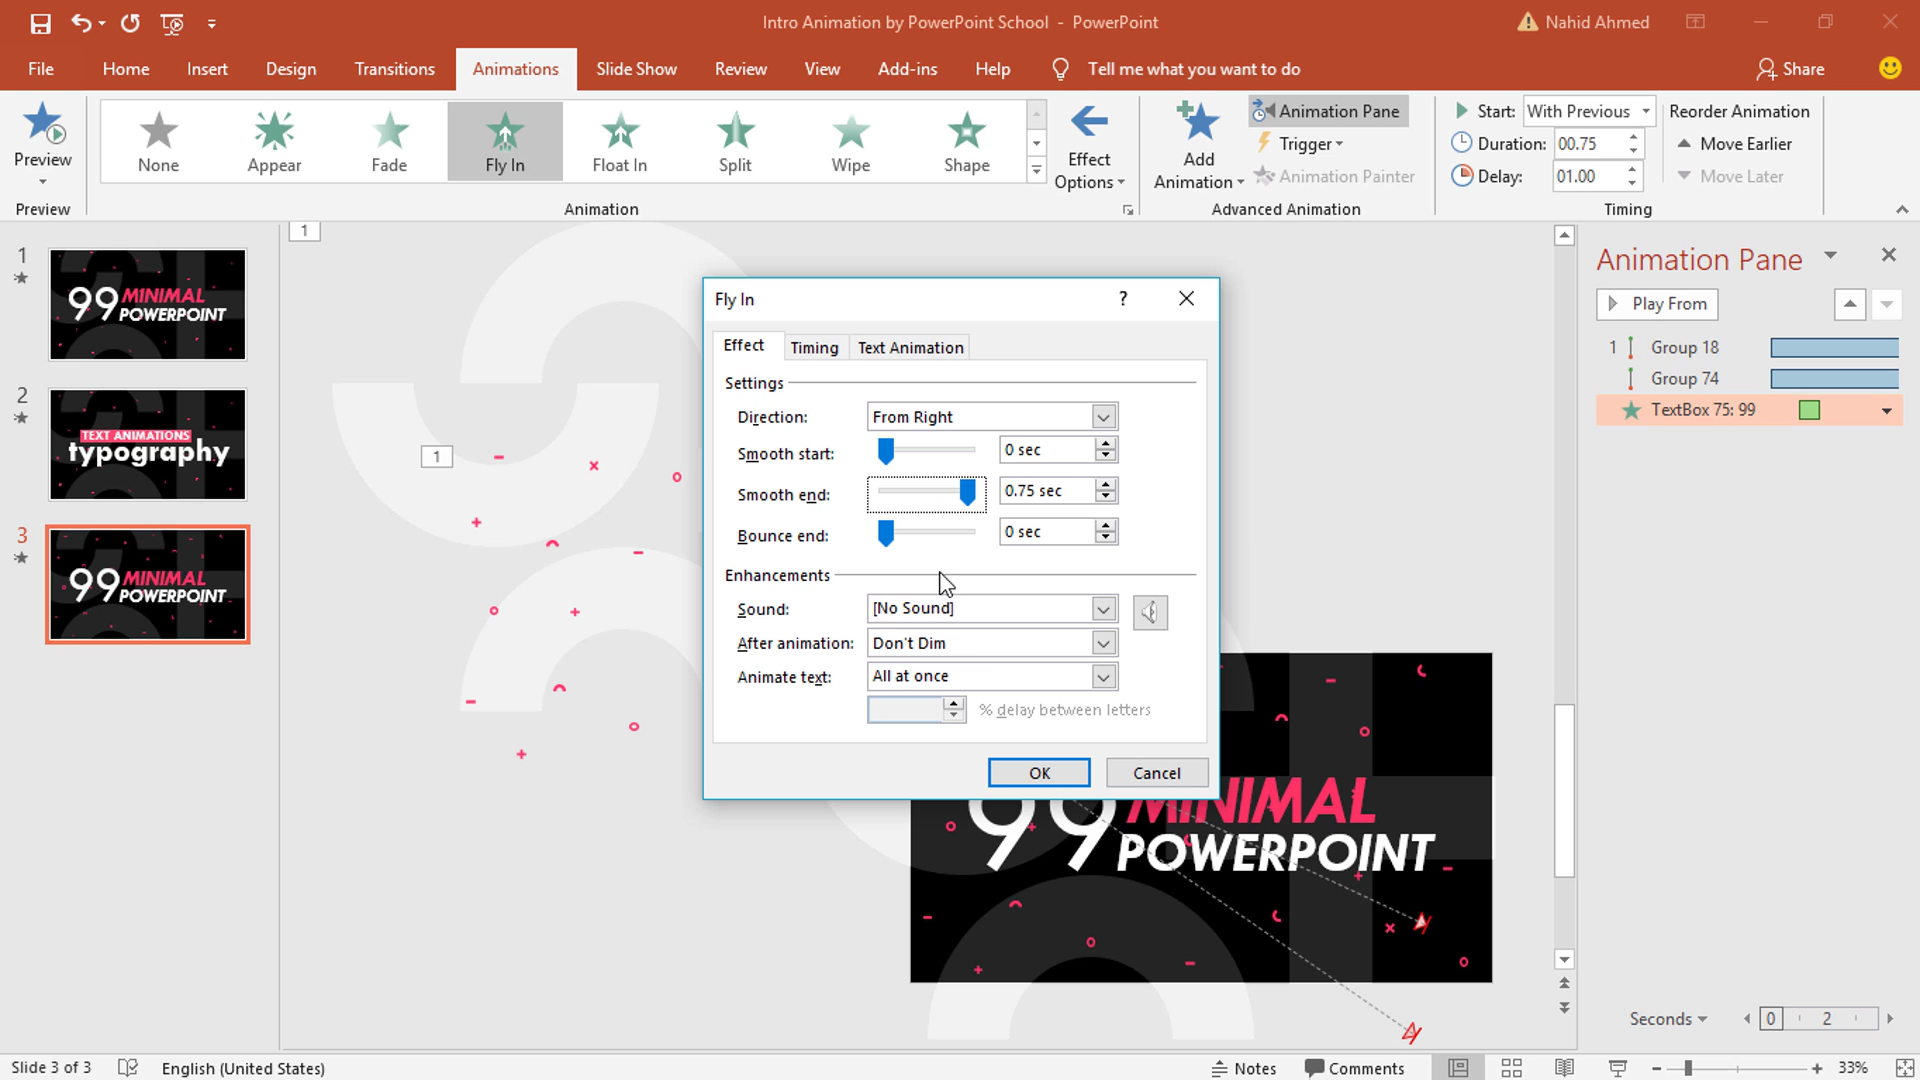 Intro Animation by PowerPoint School - PowerPoint
Nahid Ahmed
File
Home
Insert
Design
Transitions
Animations
Slide Show
Review
View
Add-ins
Help
Tell me what you want to do
Share
Preview
None
Appear
Fade
Fly In
Float In
Split
Wipe
Shape
Effect
Options
Add
Animation
Animation Pane
Trigger
Animation Painter
Start: With Previous
Duration: 00.75
Delay: 01.00
Reorder Animation
Move Earlier
Move Later
Preview
Animation
Advanced Animation
Timing
1
99 MINIMAL
POWERPOINT
2
TEXT ANIMATIONS
typography
3
99 MINIMAL
POWERPOINT
1
1
Fly In
?
Effect
Timing
Text Animation
Settings
Direction: From Right
Smooth start: 0 sec
Smooth end: 0.75 sec
Bounce end: 0 sec
Enhancements
Sound: [No Sound]
After animation: Don't Dim
Animate text: All at once
% delay between letters
OK
Cancel
99 MINIMAL
POWERPOINT
Animation Pane
Play From
1 Group 18
Group 74
TextBox 75: 99
Seconds
0
2
Slide 3 of 3
English (United States)
Notes
Comments
33%